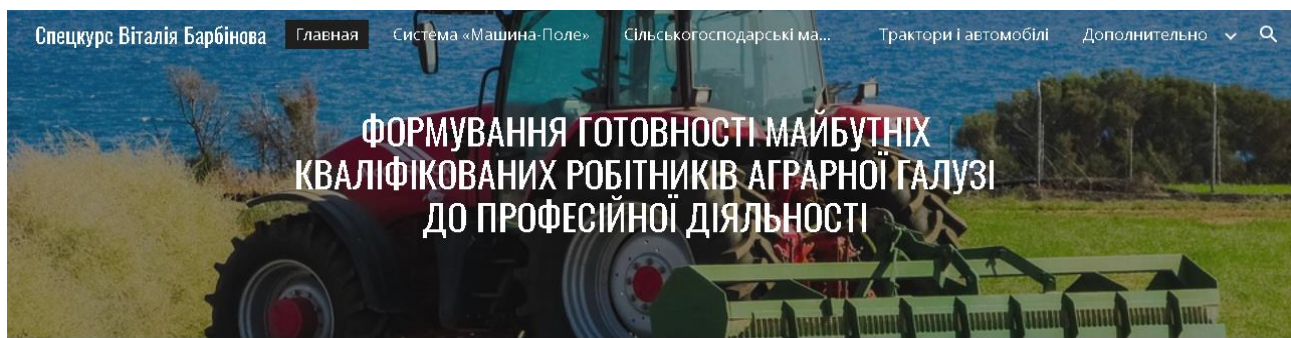 Спецкурс Віталія Барбінова Главная Система «Машина-Поле» Сільськогосподарські ма... Трактори і автомобілі Дополнительно
ФОРМУВАННЯ ГОТОВНОСТІ МАЙБУТНІХ
КВАЛІФІКОВАНИХ РОБІТНИКІВ АГРАРНОЇ ГАЛУЗІ
ДО ПРОФЕСІЙНОЇ ДІЯЛЬНОСТІ